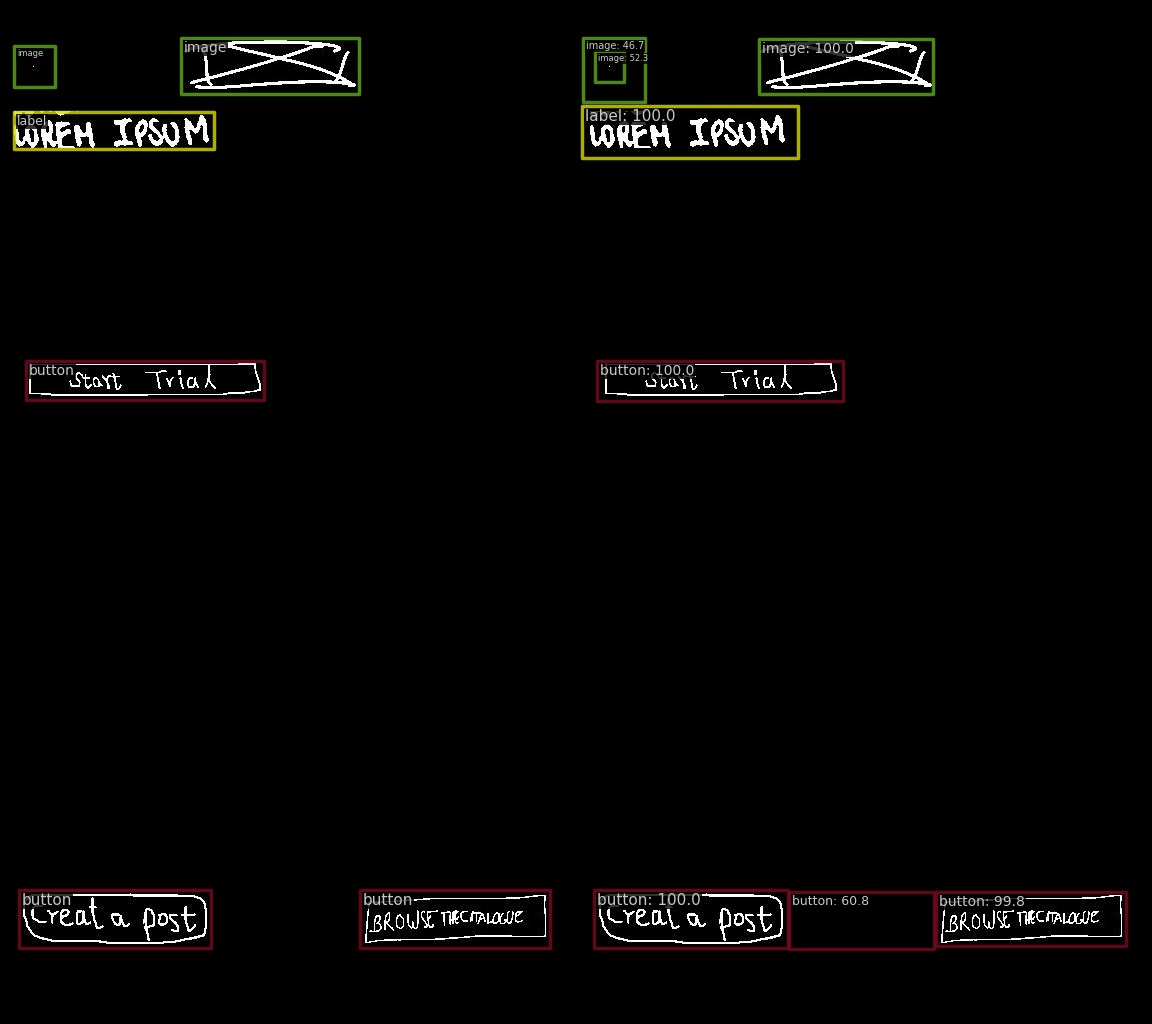 image image image: 46.7 image: 100.0
image: 52.3
label label: 100.0
LOREM IPSUM LOREM IPSUM
button button: 100.0
Start Trial Start Trial
button button button: 100.0 button: 60.8 button: 99.8
Creat a post BROWSE THE CATALOGUE Creat a post BROWSE THE CATALOGUE